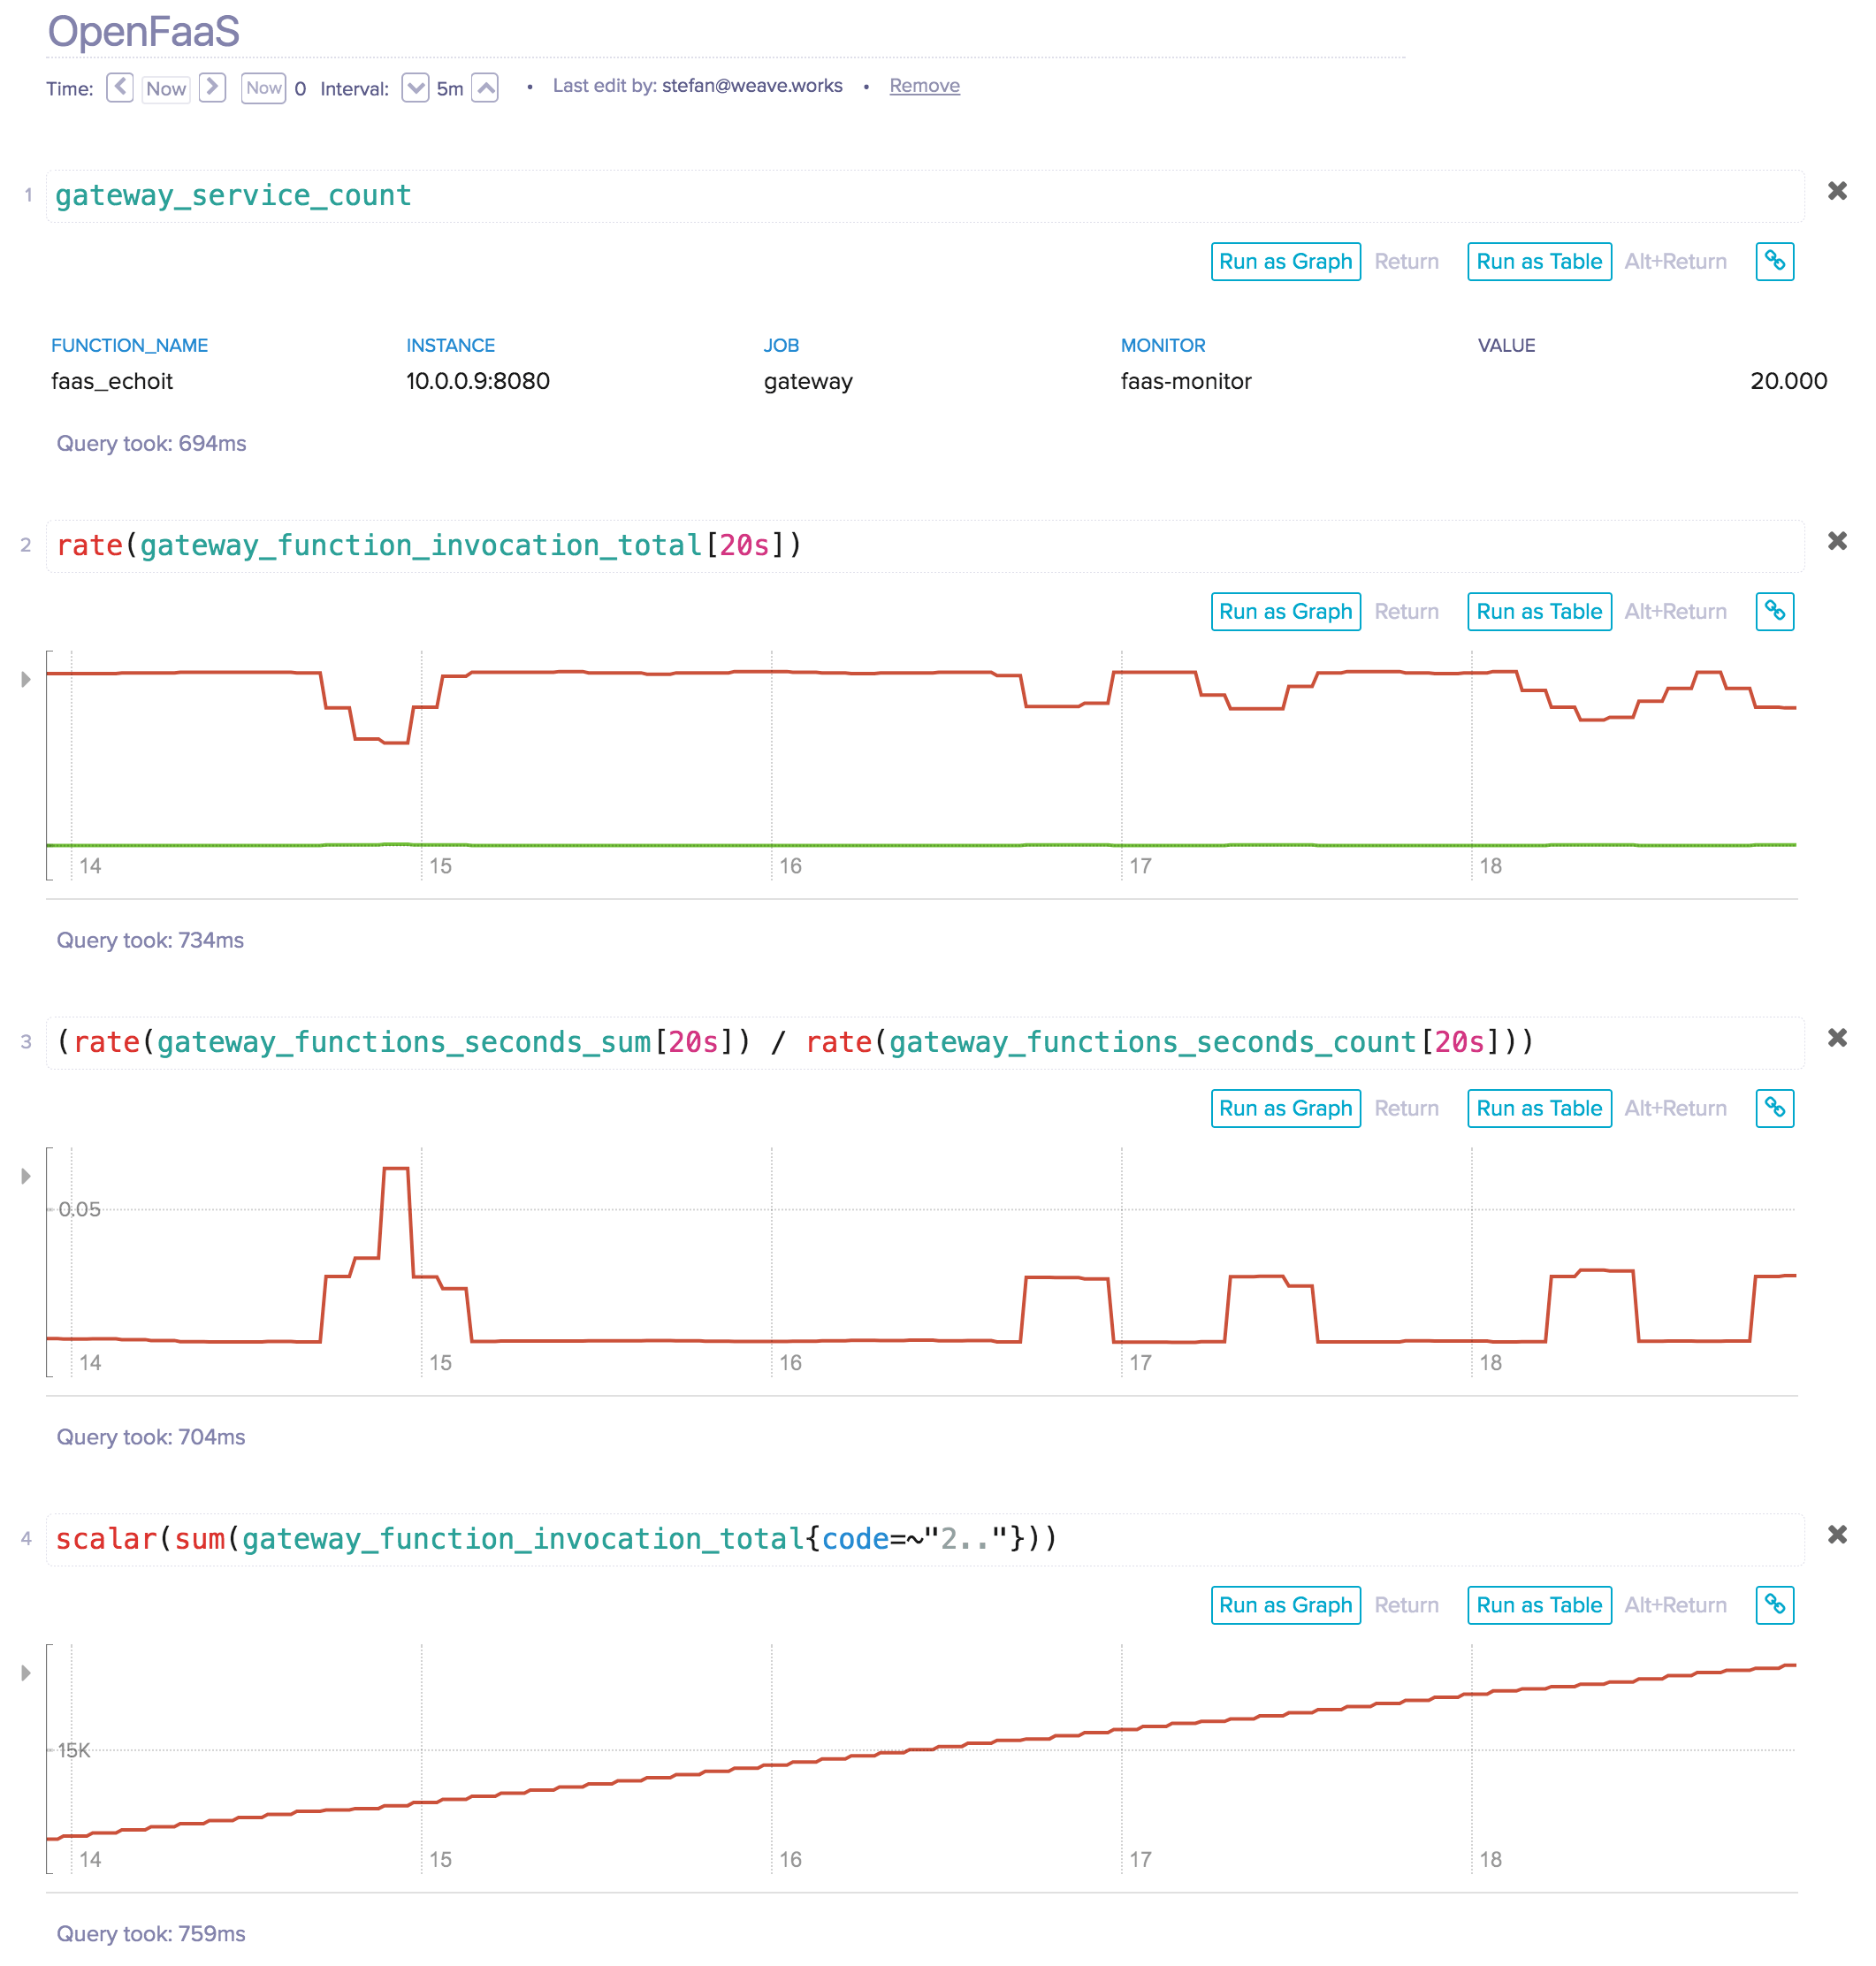 OpenFaaS
Time: Now Now 0 Interval: 5m • Last edit by: stefan@weave.works • Remove
1 gateway_service_count
Run as Graph Return Run as Table Alt+Return
FUNCTION_NAME INSTANCE JOB MONITOR VALUE
faas_echoit 10.0.0.9:8080 gateway faas-monitor 20.000
Query took: 694ms
2 rate(gateway_function_invocation_total[20s])
Run as Graph Return Run as Table Alt+Return
14 15 16 17 18
Query took: 734ms
3 (rate(gateway_functions_seconds_sum[20s]) / rate(gateway_functions_seconds_count[20s]))
Run as Graph Return Run as Table Alt+Return
0.05
14 15 16 17 18
Query took: 704ms
4 scalar(sum(gateway_function_invocation_total{code=~"2.."}))
Run as Graph Return Run as Table Alt+Return
15K
14 15 16 17 18
Query took: 759ms